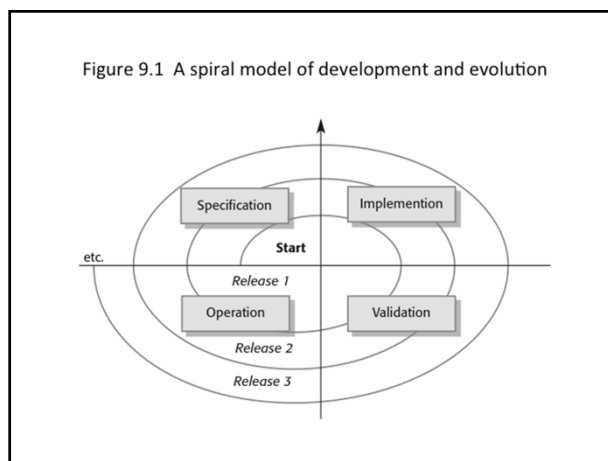 Figure 9.1 A spiral model of development and evolution
Specification
Implemention
Start
etc.
Release 1
Operation
Validation
Release 2
Release 3